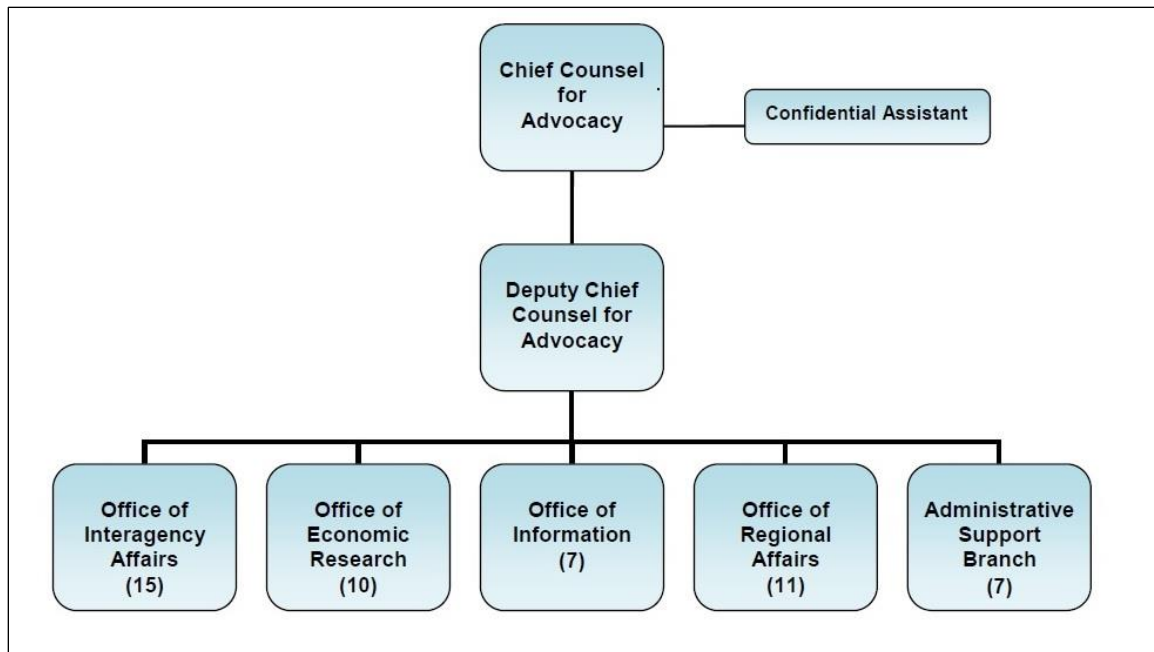 Chief Counsel
for
Advocacy
Confidential Assistant
Deputy Chief
Counsel for
Advocacy
Office of
Interagency
Affairs
(15)
Office of
Economic
Research
(10)
Office of
Information
(7)
Office of
Regional
Affairs
(11)
Administrative
Support
Branch
(7)